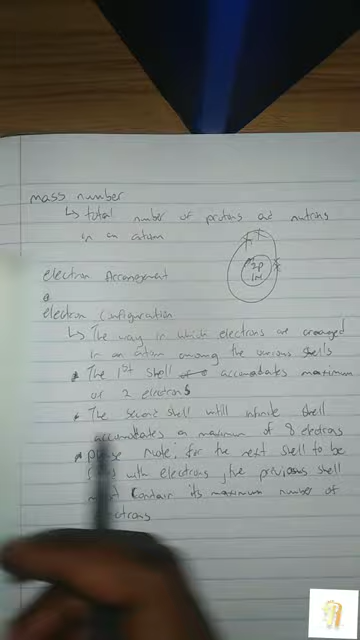 mass number
↳ total number of protons and nutrons
in an atom
2p
electron Arrangement
electron configuration
↳ The way in which electrons are arranged
in an atom among the various shells
• The 1st shell accomodates maximum
of 2 electrons
• The second shell until infinite shell
accomodates a maximum of 8 electrons
• please Note; for the next shell to be
with electrons, the previous shell
contain its maximum number of